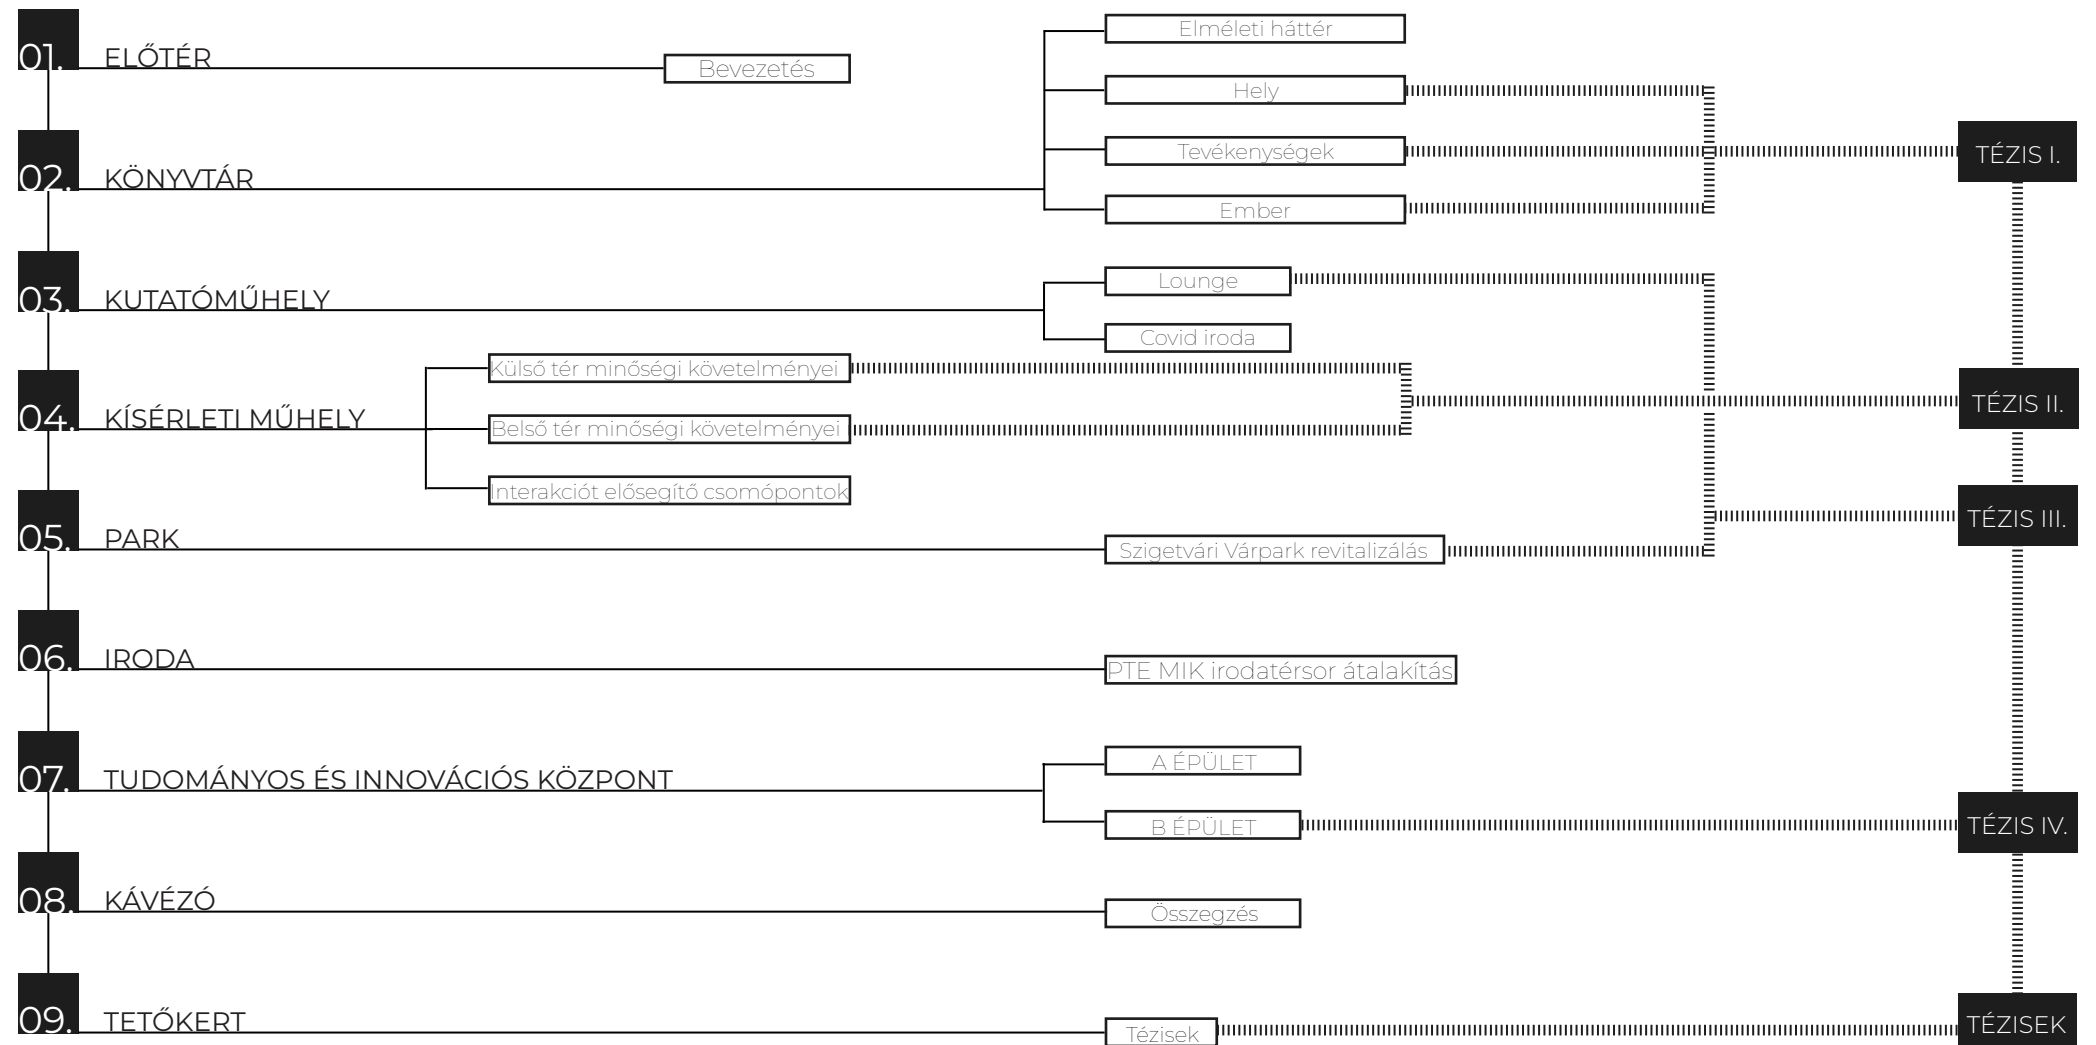 01. ELŐTÉR
Bevezetés
02. KÖNYVTÁR
Elméleti háttér
Hely
Tevékenységek
Ember
TÉZIS I.
03. KUTATÓMŰHELY
Lounge
Covid iroda
04. KÍSÉRLETI MŰHELY
Külső tér minőségi követelményei
Belső tér minőségi követelményei
Interakciót elősegítő csomópontok
TÉZIS II.
05. PARK
Szigetvári Várpark revitalizálás
TÉZIS III.
06. IRODA
PTE MIK irodatérsor átalakítás
07. TUDOMÁNYOS ÉS INNOVÁCIÓS KÖZPONT
A ÉPÜLET
B ÉPÜLET
TÉZIS IV.
08. KÁVÉZÓ
Összegzés
09. TETŐKERT
Tézisek
TÉZISEK